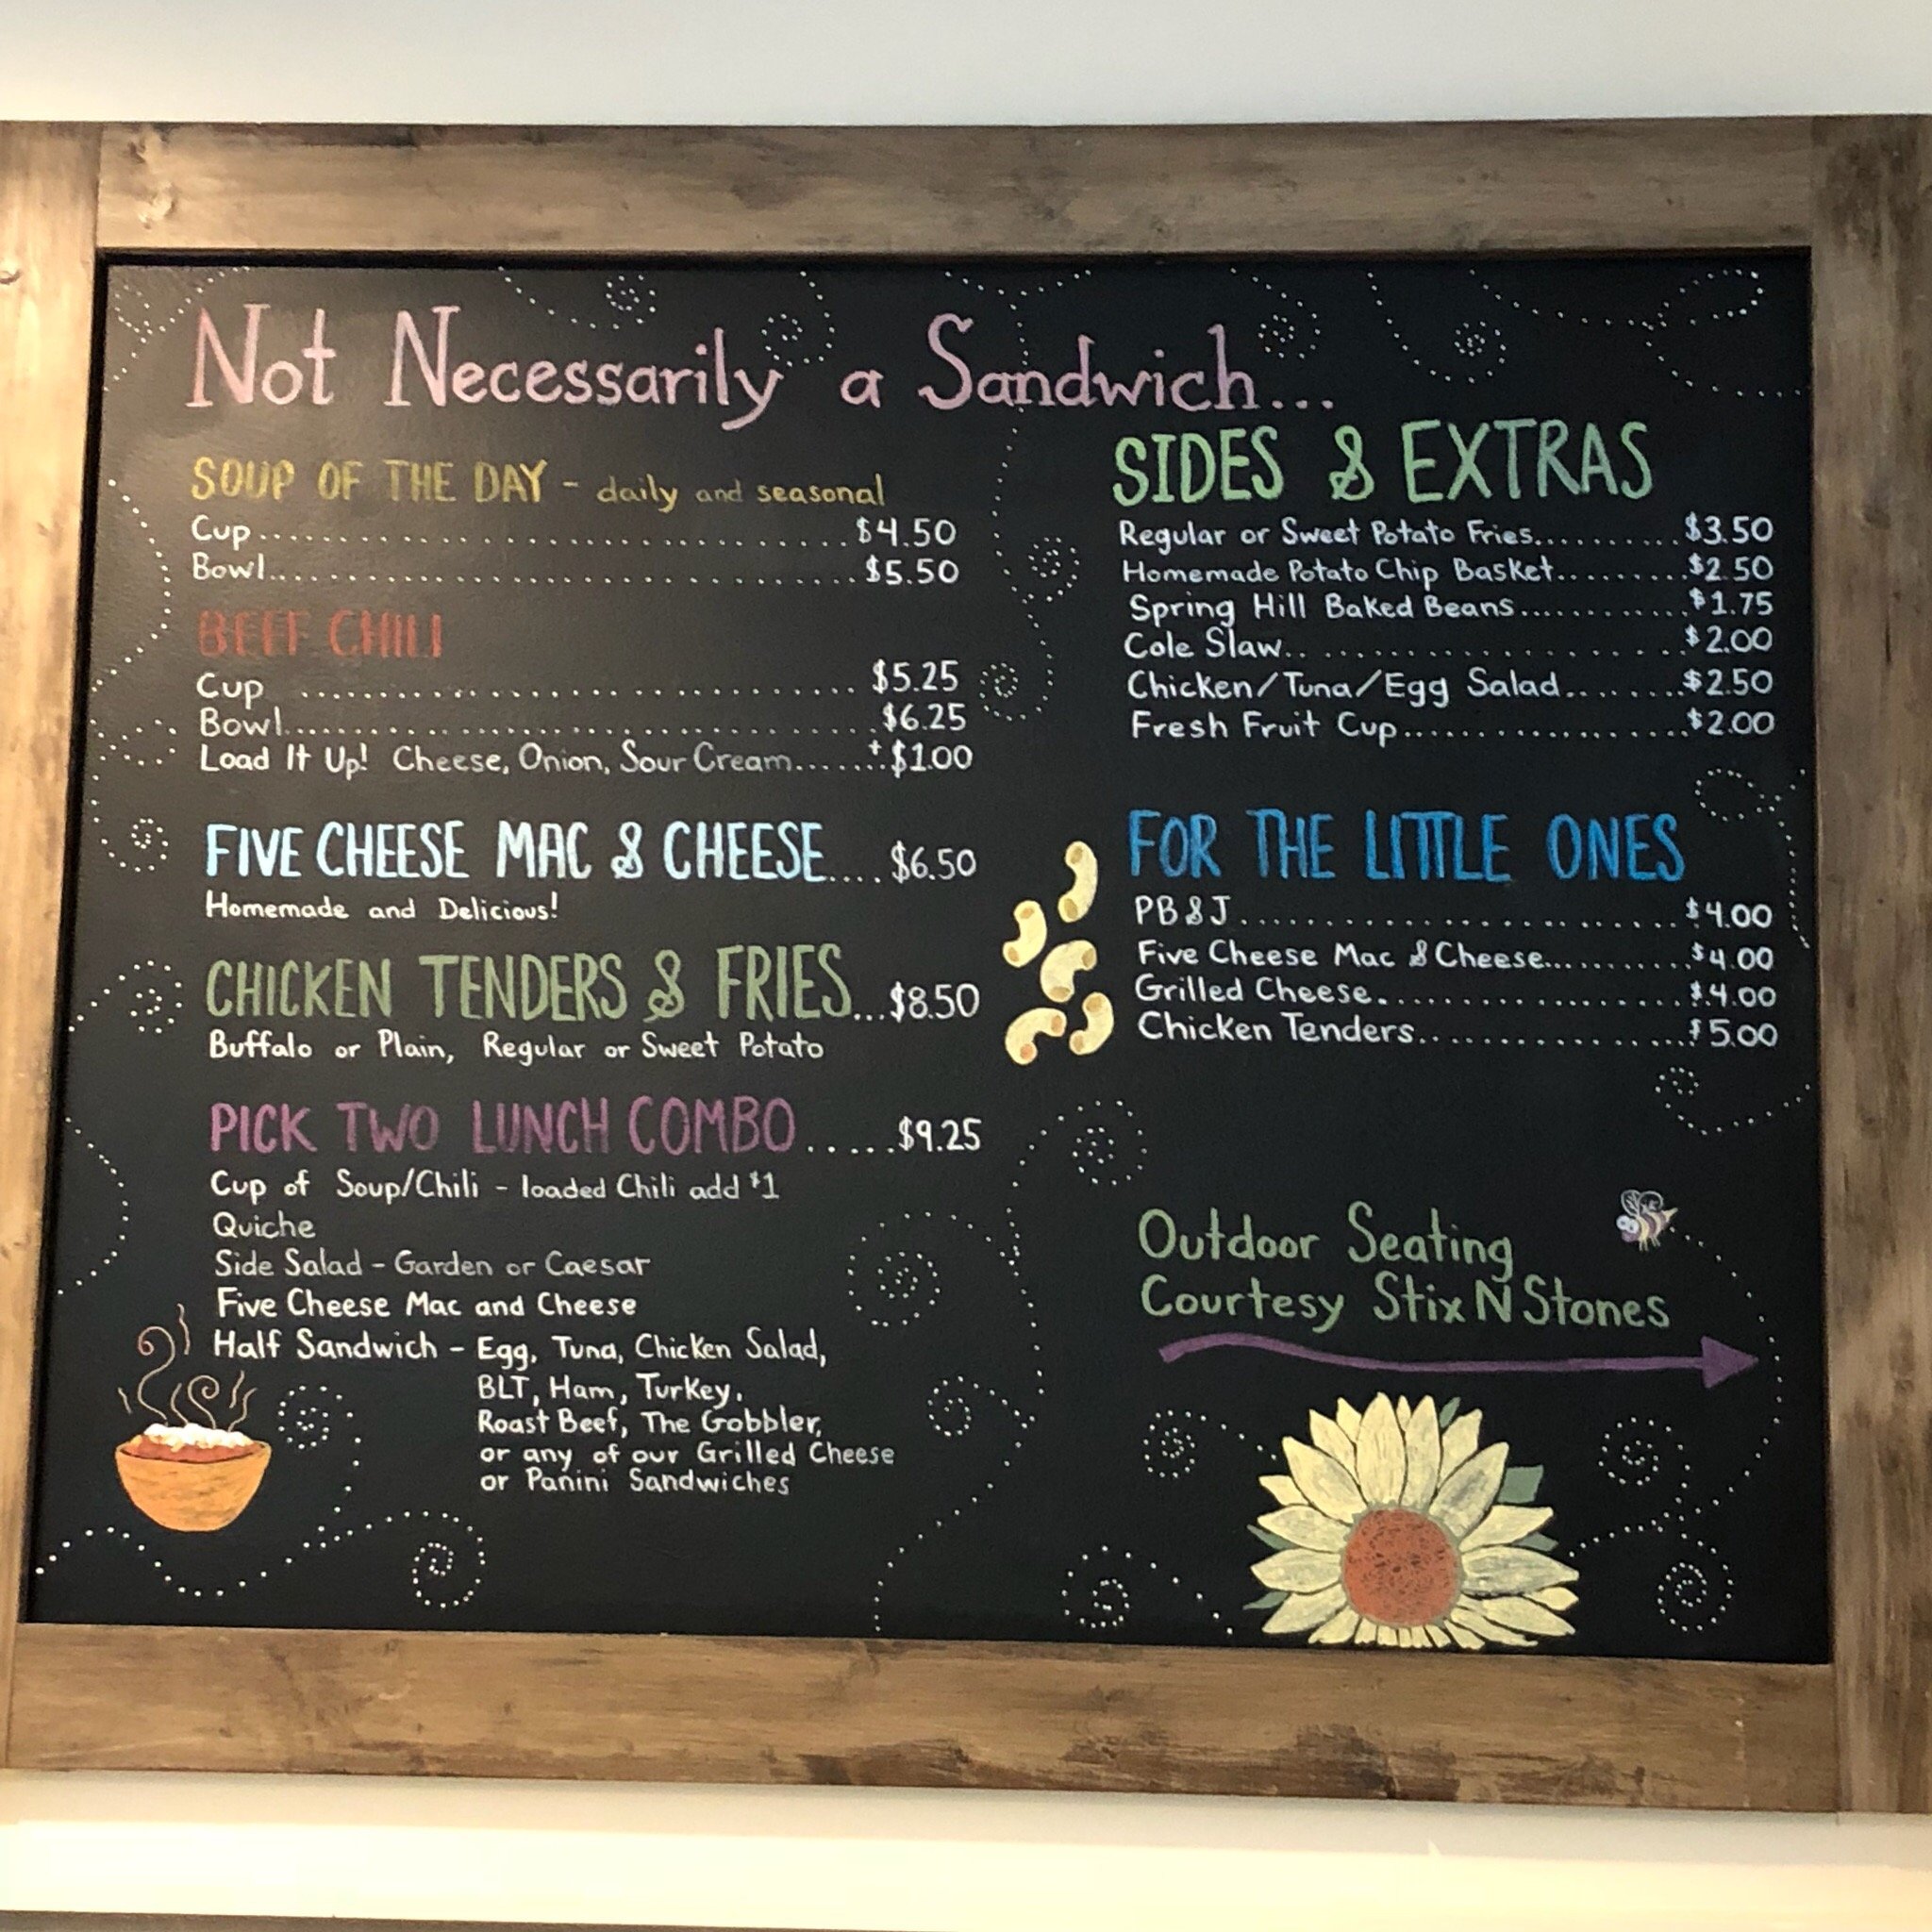 Not Necessarily a Sandwich...
SOUP OF THE DAY - daily and seasonal
Cup................................$4.50
Bowl................................$5.50
BEEF CHILI
Cup ................................ $5.25
Bowl................................$6.25
Load It Up! Cheese, Onion, Sour Cream.......+$1.00
FIVE CHEESE MAC & CHEESE....$6.50
Homemade and Delicious!
CHICKEN TENDERS & FRIES...$8.50
Buffalo or Plain, Regular or Sweet Potato
PICK TWO LUNCH COMBO......$9.25
Cup of Soup/Chili - loaded Chili add $1
Quiche
Side Salad - Garden or Caesar
Five Cheese Mac and Cheese
Half Sandwich - Egg, Tuna, Chicken Salad,
BLT, Ham, Turkey,
Roast Beef, The Gobbler,
or any of our Grilled Cheese
or Panini Sandwiches
SIDES & EXTRAS
Regular or Sweet Potato Fries..........$3.50
Homemade Potato Chip Basket.........$2.50
Spring Hill Baked Beans............$1.75
Cole Slaw.....................$2.00
Chicken/Tuna/Egg Salad........$2.50
Fresh Fruit Cup.................$2.00
FOR THE LITTLE ONES
PB&J.........................$4.00
Five Cheese Mac & Cheese...........$4.00
Grilled Cheese...................$4.00
Chicken Tenders.................$5.00
Outdoor Seating
Courtesy Stix N Stones